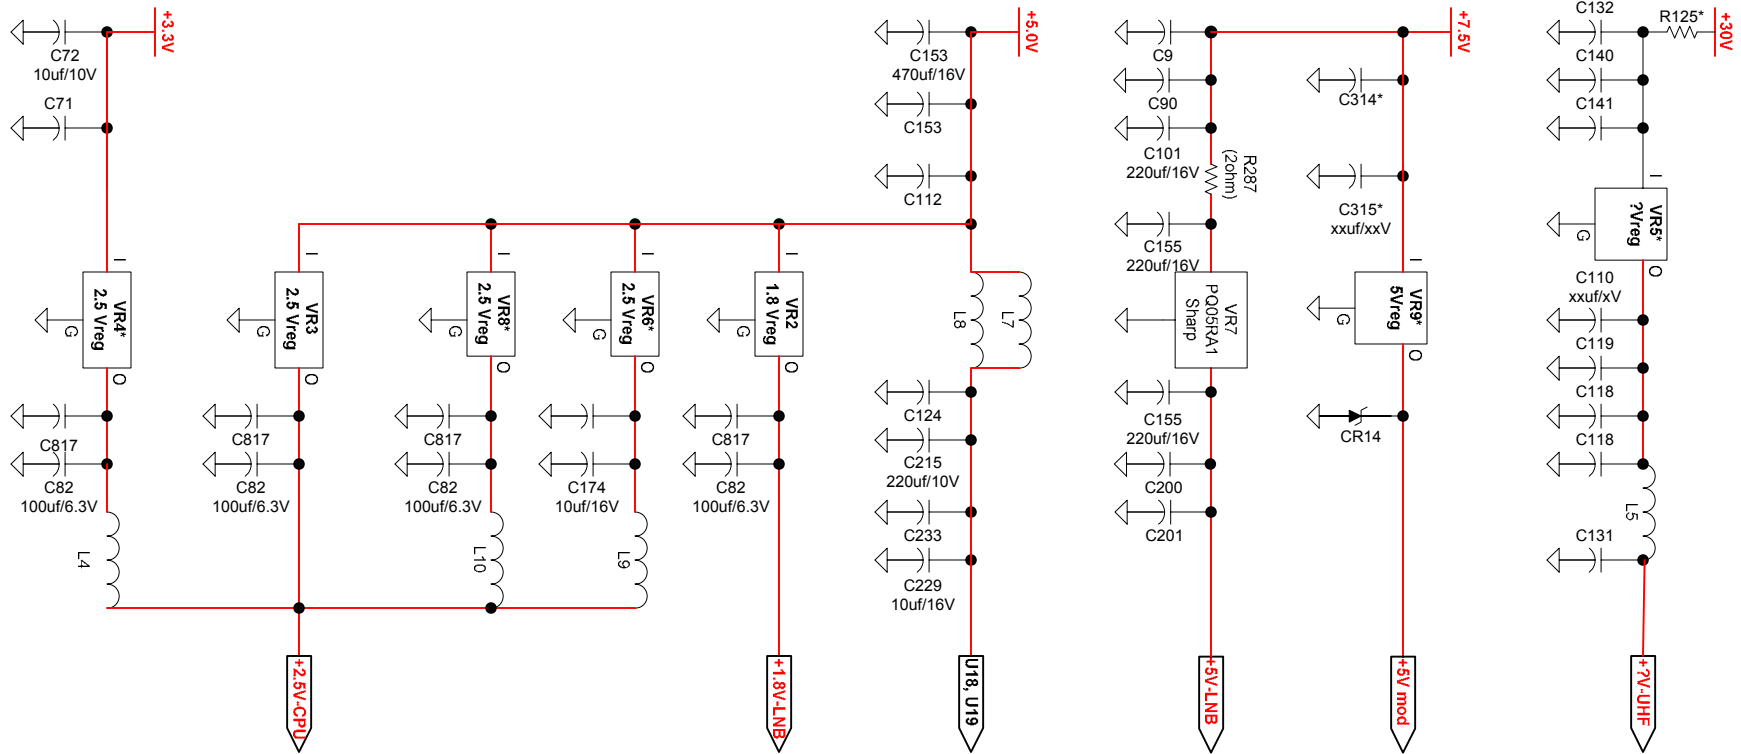 +3.3V
C72
10uf/10V
C71
I
VR4*
2.5 Vreg
G
O
C817
C82
100uf/6.3V
L4
I
VR3
2.5 Vreg
G
O
C817
C82
100uf/6.3V
+2.5V-CPU
I
VR8*
2.5 Vreg
G
O
C817
C82
100uf/6.3V
L10
I
VR6*
2.5 Vreg
G
O
C174
10uf/16V
L9
I
VR2
1.8 Vreg
G
O
C817
C82
100uf/6.3V
+1.8V-LNB
+5.0V
C153
470uf/16V
C153
C112
L8
L7
C124
C215
220uf/10V
C233
C229
10uf/16V
U18, U19
+7.5V
C9
C90
C101
220uf/16V
R287
(2ohm)
C155
220uf/16V
VR7
PQ05RA1
Sharp
C155
220uf/16V
C200
C201
+5V-LNB
C314*
C315*
xxuf/xxV
I
VR9*
5Vreg
G
O
CR14
+5V mod
+30V
R125*
C132
C140
C141
I
VR5*
?Vreg
G
O
C110
xxuf/xV
C119
C118
C118
L5
C131
+?V-UHF